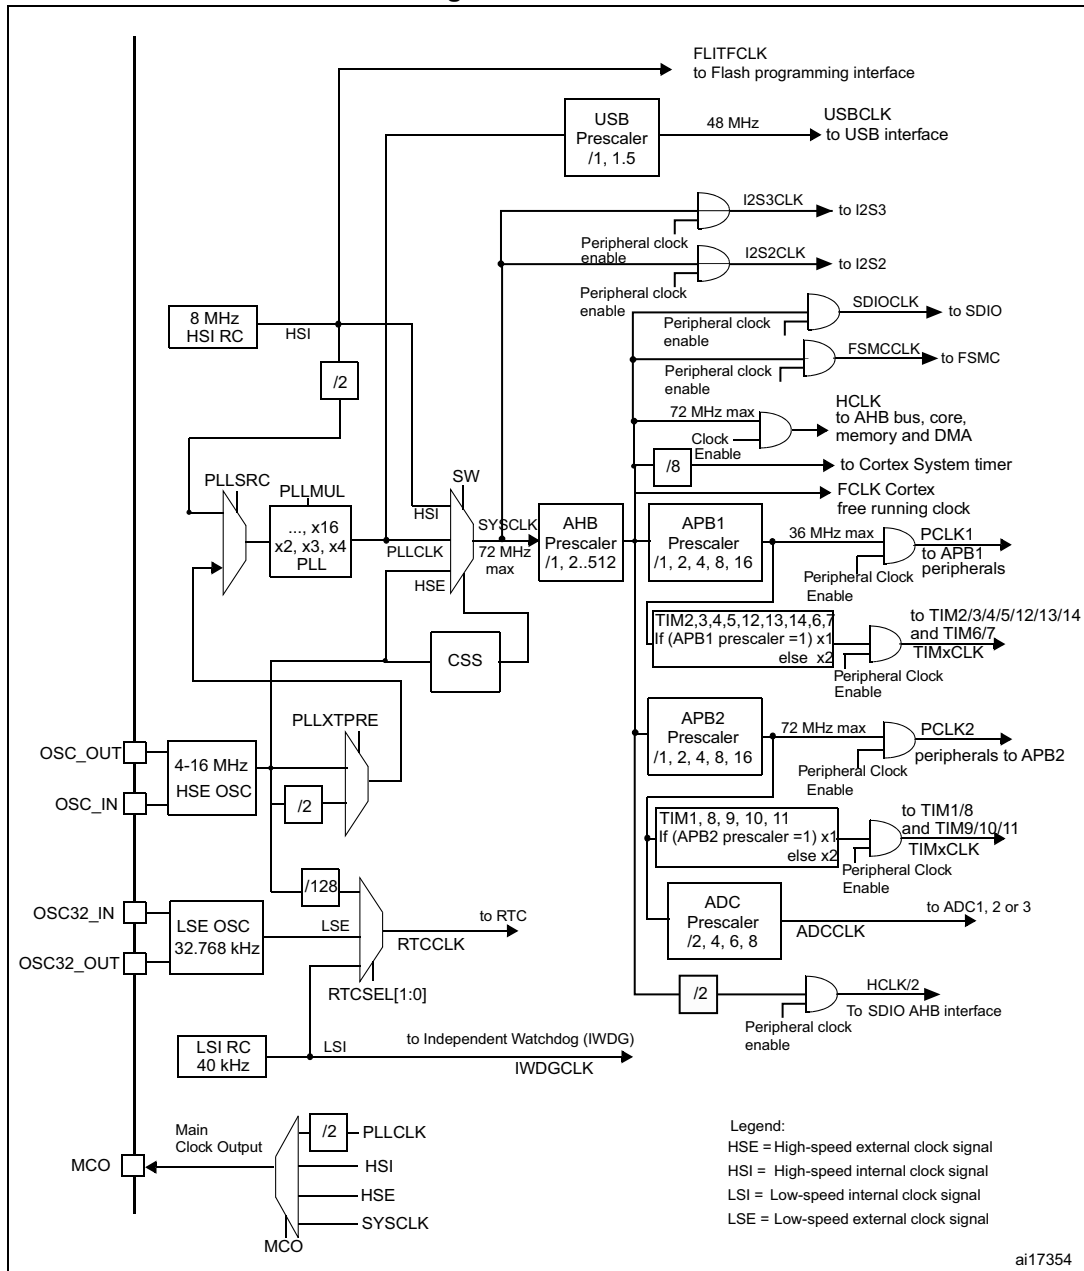 FLITFCLK
to Flash programming interface
USB
Prescaler
/1, 1.5
48 MHz
USBCLK
to USB interface
I2S3CLK
to I2S3
Peripheral clock
enable
I2S2CLK
to I2S2
Peripheral clock
enable
8 MHz
HSI RC
HSI
SDIOCLK
to SDIO
Peripheral clock
enable
FSMCCLK
to FSMC
Peripheral clock
enable
/2
HCLK
to AHB bus, core,
memory and DMA
72 MHz max
Clock
Enable
/8
to Cortex System timer
FCLK Cortex
free running clock
PLLSRC
PLLMUL
..., x16
x2, x3, x4
PLL
PLLCLK
SW
HSI
HSE
SYSCLK
72 MHz
max
AHB
Prescaler
/1, 2..512
APB1
Prescaler
/1, 2, 4, 8, 16
36 MHz max
PCLK1
to APB1
peripherals
Peripheral Clock
Enable
TIM2,3,4,5,12,13,14,6,7
If (APB1 prescaler =1) x1
else x2
to TIM2/3/4/5/12/13/14
and TIM6/7
TIMxCLK
Peripheral Clock
Enable
CSS
PLLXTPRE
OSC_OUT
OSC_IN
4-16 MHz
HSE OSC
/2
APB2
Prescaler
/1, 2, 4, 8, 16
72 MHz max
PCLK2
peripherals to APB2
Peripheral Clock
Enable
TIM1, 8, 9, 10, 11
If (APB2 prescaler =1) x1
else x2
to TIM1/8
and TIM9/10/11
TIMxCLK
Peripheral Clock
Enable
/128
OSC32_IN
OSC32_OUT
LSE OSC
32.768 kHz
LSE
to RTC
RTCCLK
RTCSEL[1:0]
ADC
Prescaler
/2, 4, 6, 8
to ADC1, 2 or 3
ADCCLK
/2
HCLK/2
To SDIO AHB interface
Peripheral clock
enable
LSI RC
40 kHz
LSI
to Independent Watchdog (IWDG)
IWDGCLK
MCO
Main
Clock Output
/2
PLLCLK
HSI
HSE
SYSCLK
MCO
Legend:
HSE = High-speed external clock signal
HSI = High-speed internal clock signal
LSI = Low-speed internal clock signal
LSE = Low-speed external clock signal
ai17354